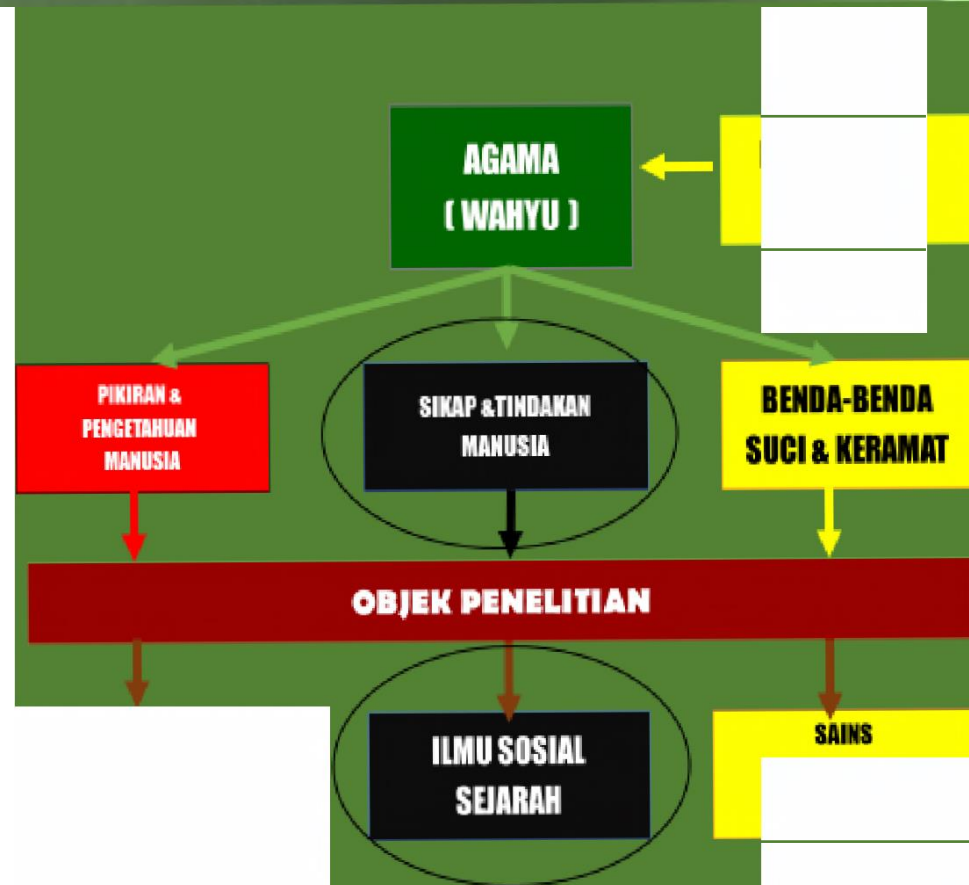 AGAMA
( WAHYU )
PIKIRAN &
PENGETAHUAN
MANUSIA
SIKAP &TINDAKAN
MANUSIA
BENDA-BENDA
SUCI & KERAMAT
OBJEK PENELITIAN
ILMU SOSIAL
SEJARAH
SAINS